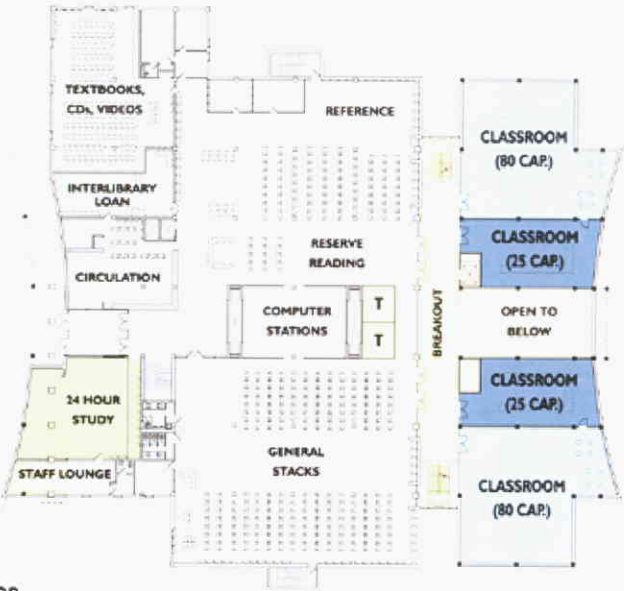 TEXTBOOKS,
CDs, VIDEOS
REFERENCE
CLASSROOM
(80 CAP.)
INTERLIBRARY
LOAN
RESERVE
READING
CLASSROOM
(25 CAP.)
CIRCULATION
COMPUTER
STATIONS
T
T
BREAKOUT
OPEN TO
BELOW
24 HOUR
STUDY
CLASSROOM
(25 CAP.)
GENERAL
STACKS
STAFF LOUNGE
CLASSROOM
(80 CAP.)